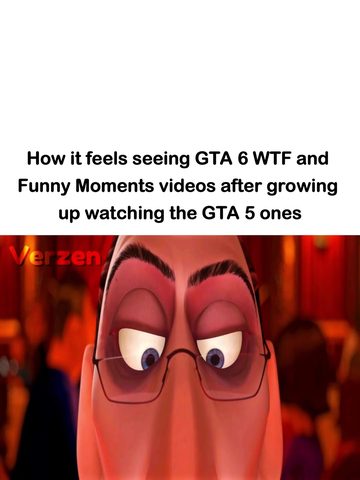 How it feels seeing GTA 6 WTF and
Funny Moments videos after growing
up watching the GTA 5 ones
Verzen